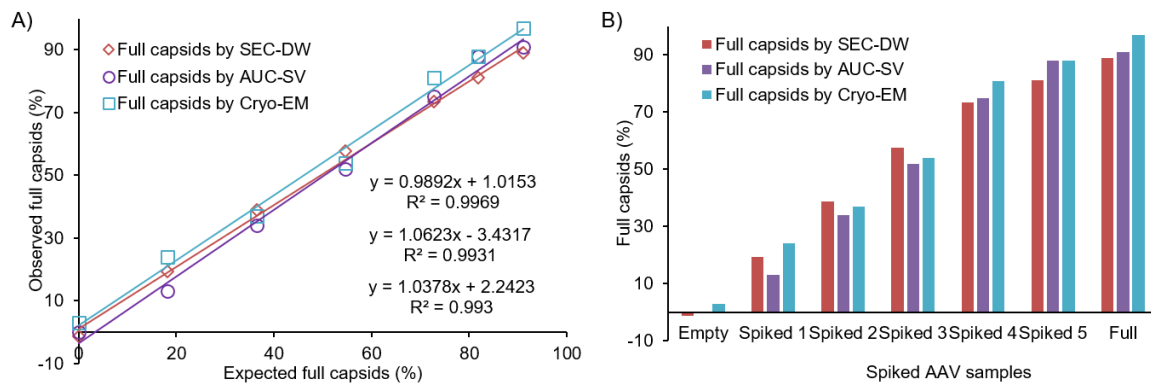 A)
Full capsids by SEC-DW
Full capsids by AUC-SV
Full capsids by Cryo-EM
Observed full capsids (%)
90
70
50
30
10
-10
y = 0.9892x + 1.0153
R² = 0.9969
y = 1.0623x - 3.4317
R² = 0.9931
y = 1.0378x + 2.2423
R² = 0.993
0 20 40 60 80 100
Expected full capsids (%)
B)
Full capsids by SEC-DW
Full capsids by AUC-SV
Full capsids by Cryo-EM
Full capsids (%)
90
70
50
30
10
-10
Empty Spiked 1 Spiked 2 Spiked 3 Spiked 4 Spiked 5 Full
Spiked AAV samples